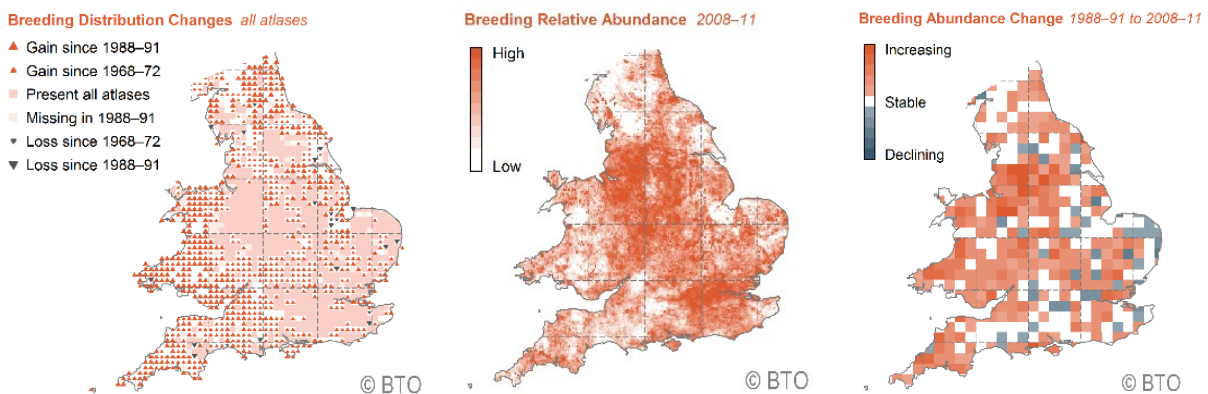 Breeding Distribution Changes all atlases
Gain since 1988–91
Gain since 1968–72
Present all atlases
Missing in 1988–91
Loss since 1968–72
Loss since 1988–91
© BTO
Breeding Relative Abundance 2008–11
High
Low
© BTO
Breeding Abundance Change 1988–91 to 2008–11
Increasing
Stable
Declining
© BTO